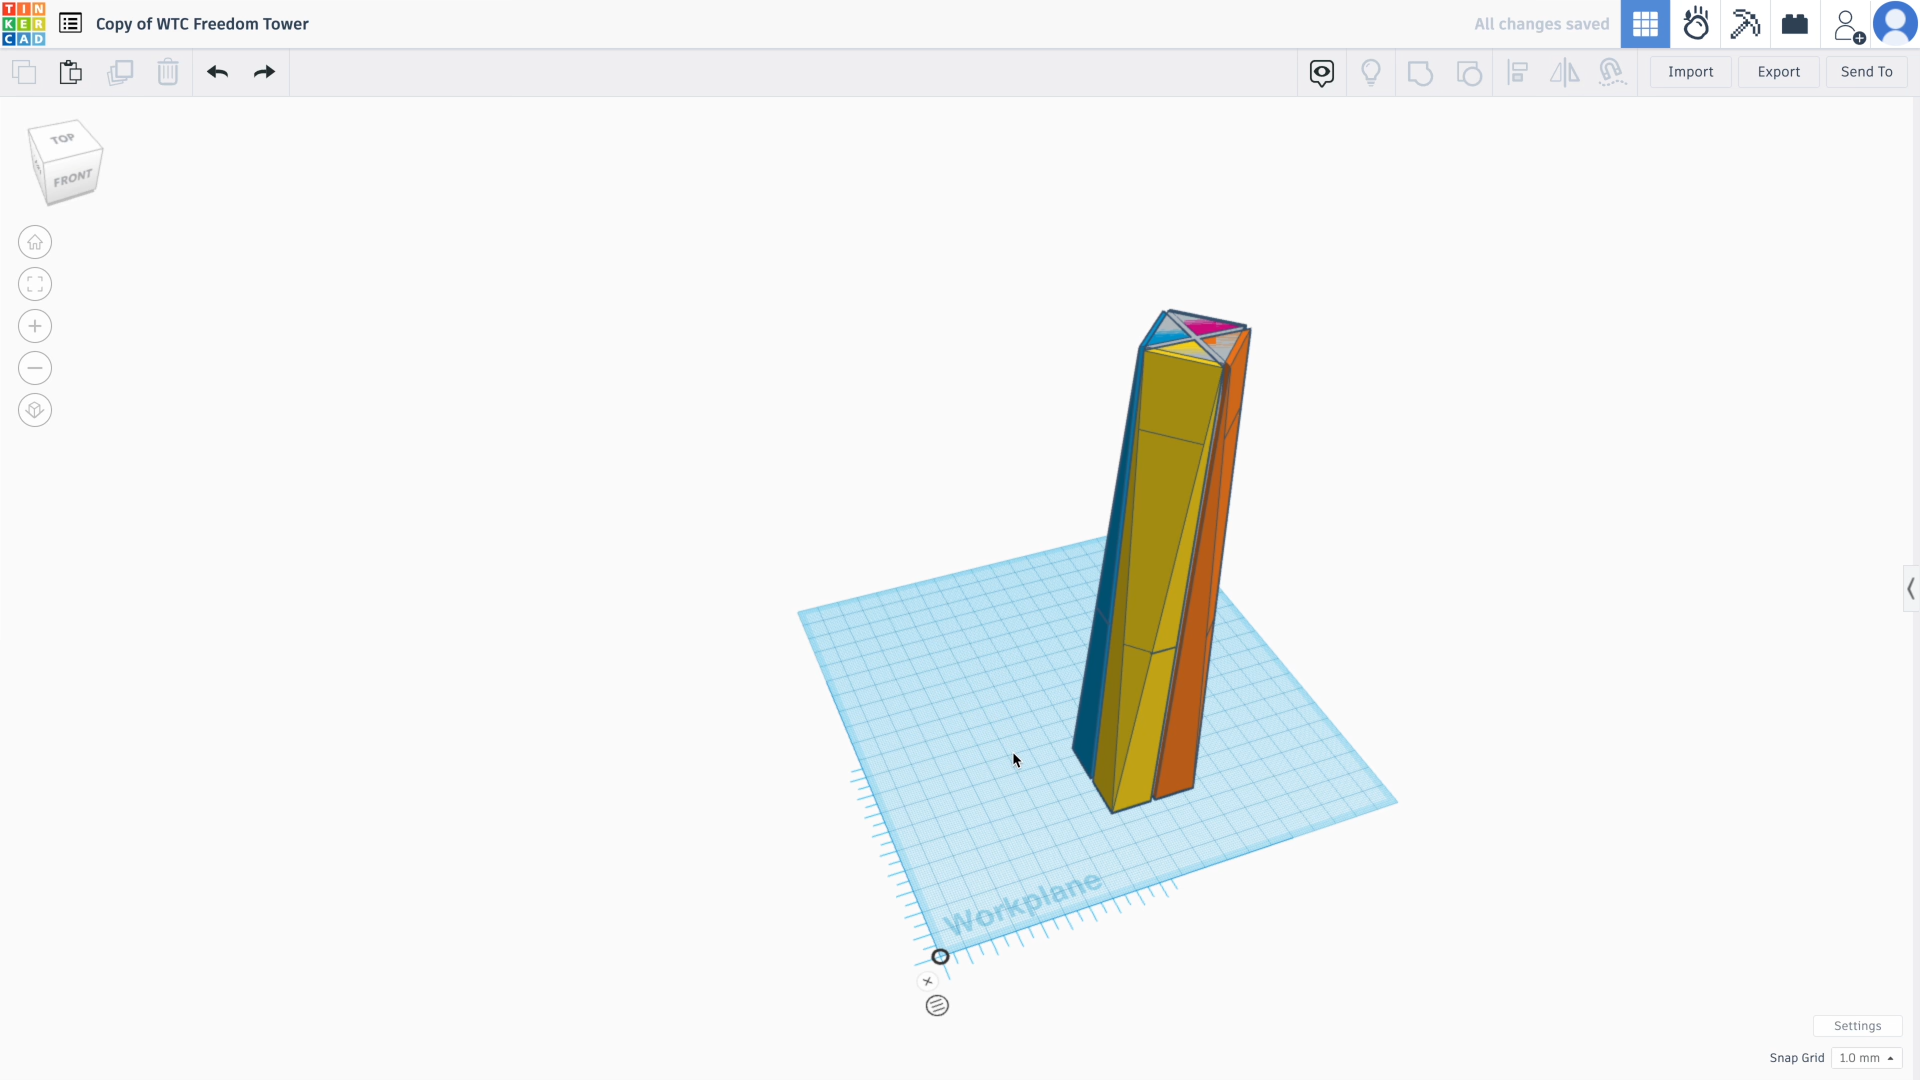 TIN
KER
CAD
Copy of WTC Freedom Tower
All changes saved
Import
Export
Send To
TOP
FRONT
Workplane
Settings
Snap Grid
1.0 mm